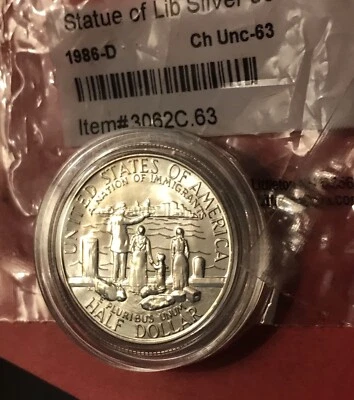 Statue of Lib Silver
1986-D Ch Unc-63
Item#3062C.63
UNITED STATES OF AMERICA
A NATION OF IMMIGRANTS
E PLURIBUS UNUM
HALF DOLLAR